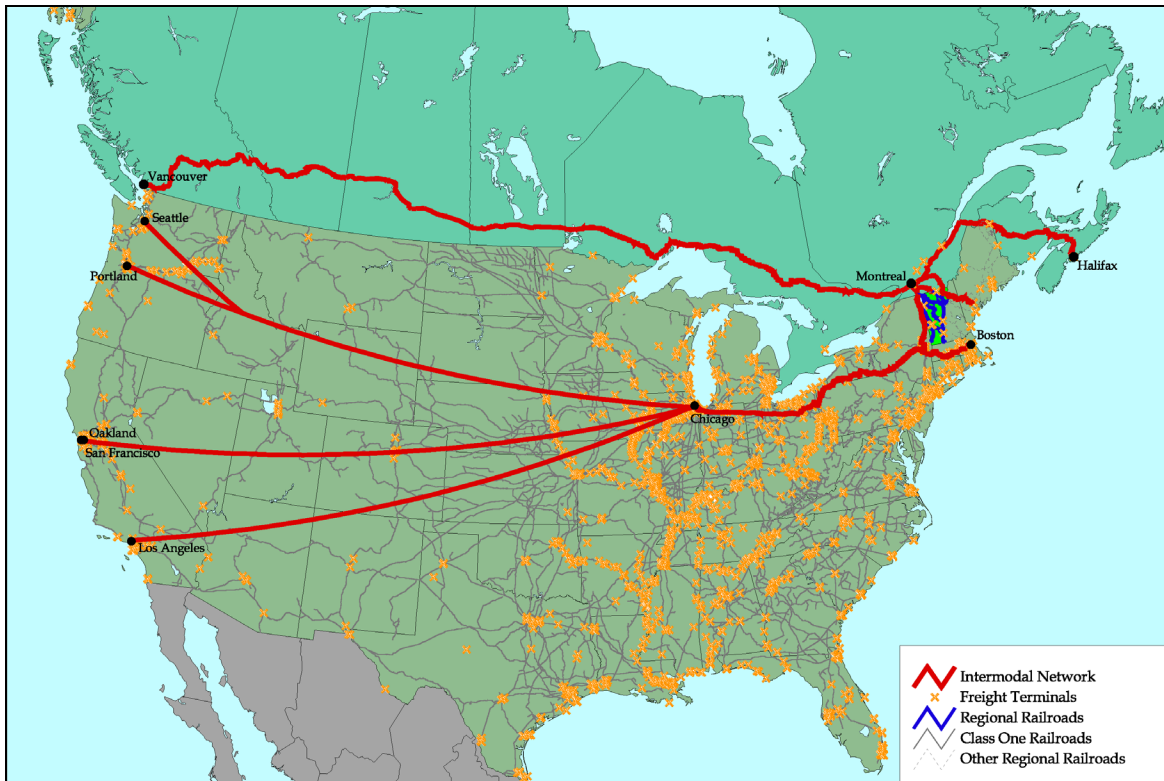 Vancouver
Seattle
Portland
Montreal
Halifax
Boston
Chicago
Oakland
San Francisco
Los Angeles
Intermodal Network
Freight Terminals
Regional Railroads
Class One Railroads
Other Regional Railroads